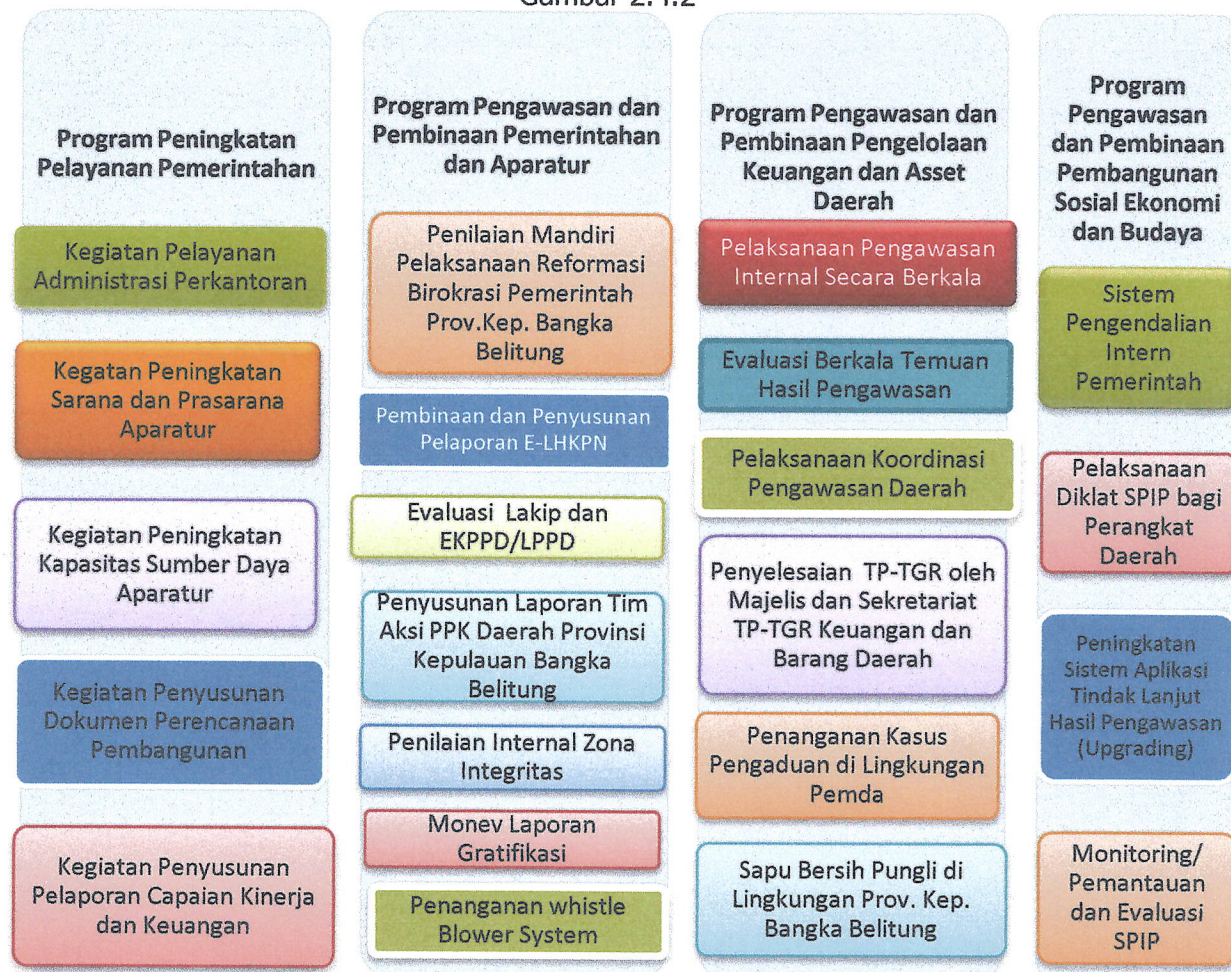 Gambar 2.4.2
Program Peningkatan
Pelayanan Pemerintahan
Kegiatan Pelayanan
Administrasi Perkantoran
Kegatan Peningkatan
Sarana dan Prasarana
Aparatur
Kegiatan Peningkatan
Kapasitas Sumber Daya
Aparatur
Kegiatan Penyusunan
Dokumen Perencanaan
Pembangunan
Kegiatan Penyusunan
Pelaporan Capaian Kinerja
dan Keuangan
Program Pengawasan dan
Pembinaan Pemerintahan
dan Aparatur
Penilaian Mandiri
Pelaksanaan Reformasi
Birokrasi Pemerintah
Prov.Kep. Bangka
Belitung
Pembinaan dan Penyusunan
Pelaporan E-LHKPN
Evaluasi Lakip dan
EKPPD/LPPD
Penyusunan Laporan Tim
Aksi PPK Daerah Provinsi
Kepulauan Bangka
Belitung
Penilaian Internal Zona
Integritas
Monev Laporan
Gratifikasi
Penanganan whistle
Blower System
Program Pengawasan dan
Pembinaan Pengelolaan
Keuangan dan Asset
Daerah
Pelaksanaan Pengawasan
Internal Secara Berkala
Evaluasi Berkala Temuan
Hasil Pengawasan
Pelaksanaan Koordinasi
Pengawasan Daerah
Penyelesaian TP-TGR oleh
Majelis dan Sekretariat
TP-TGR Keuangan dan
Barang Daerah
Penanganan Kasus
Pengaduan di Lingkungan
Pemda
Sapu Bersih Pungli di
Lingkungan Prov. Kep.
Bangka Belitung
Program
Pengawasan
dan Pembinaan
Pembangunan
Sosial Ekonomi
dan Budaya
Sistem
Pengendalian
Intern
Pemerintah
Pelaksanaan
Diklat SPIP bagi
Perangkat
Daerah
Peningkatan
Sistem Aplikasi
Tindak Lanjut
Hasil Pengawasan
(Upgrading)
Monitoring/
Pemantauan
dan Evaluasi
SPIP